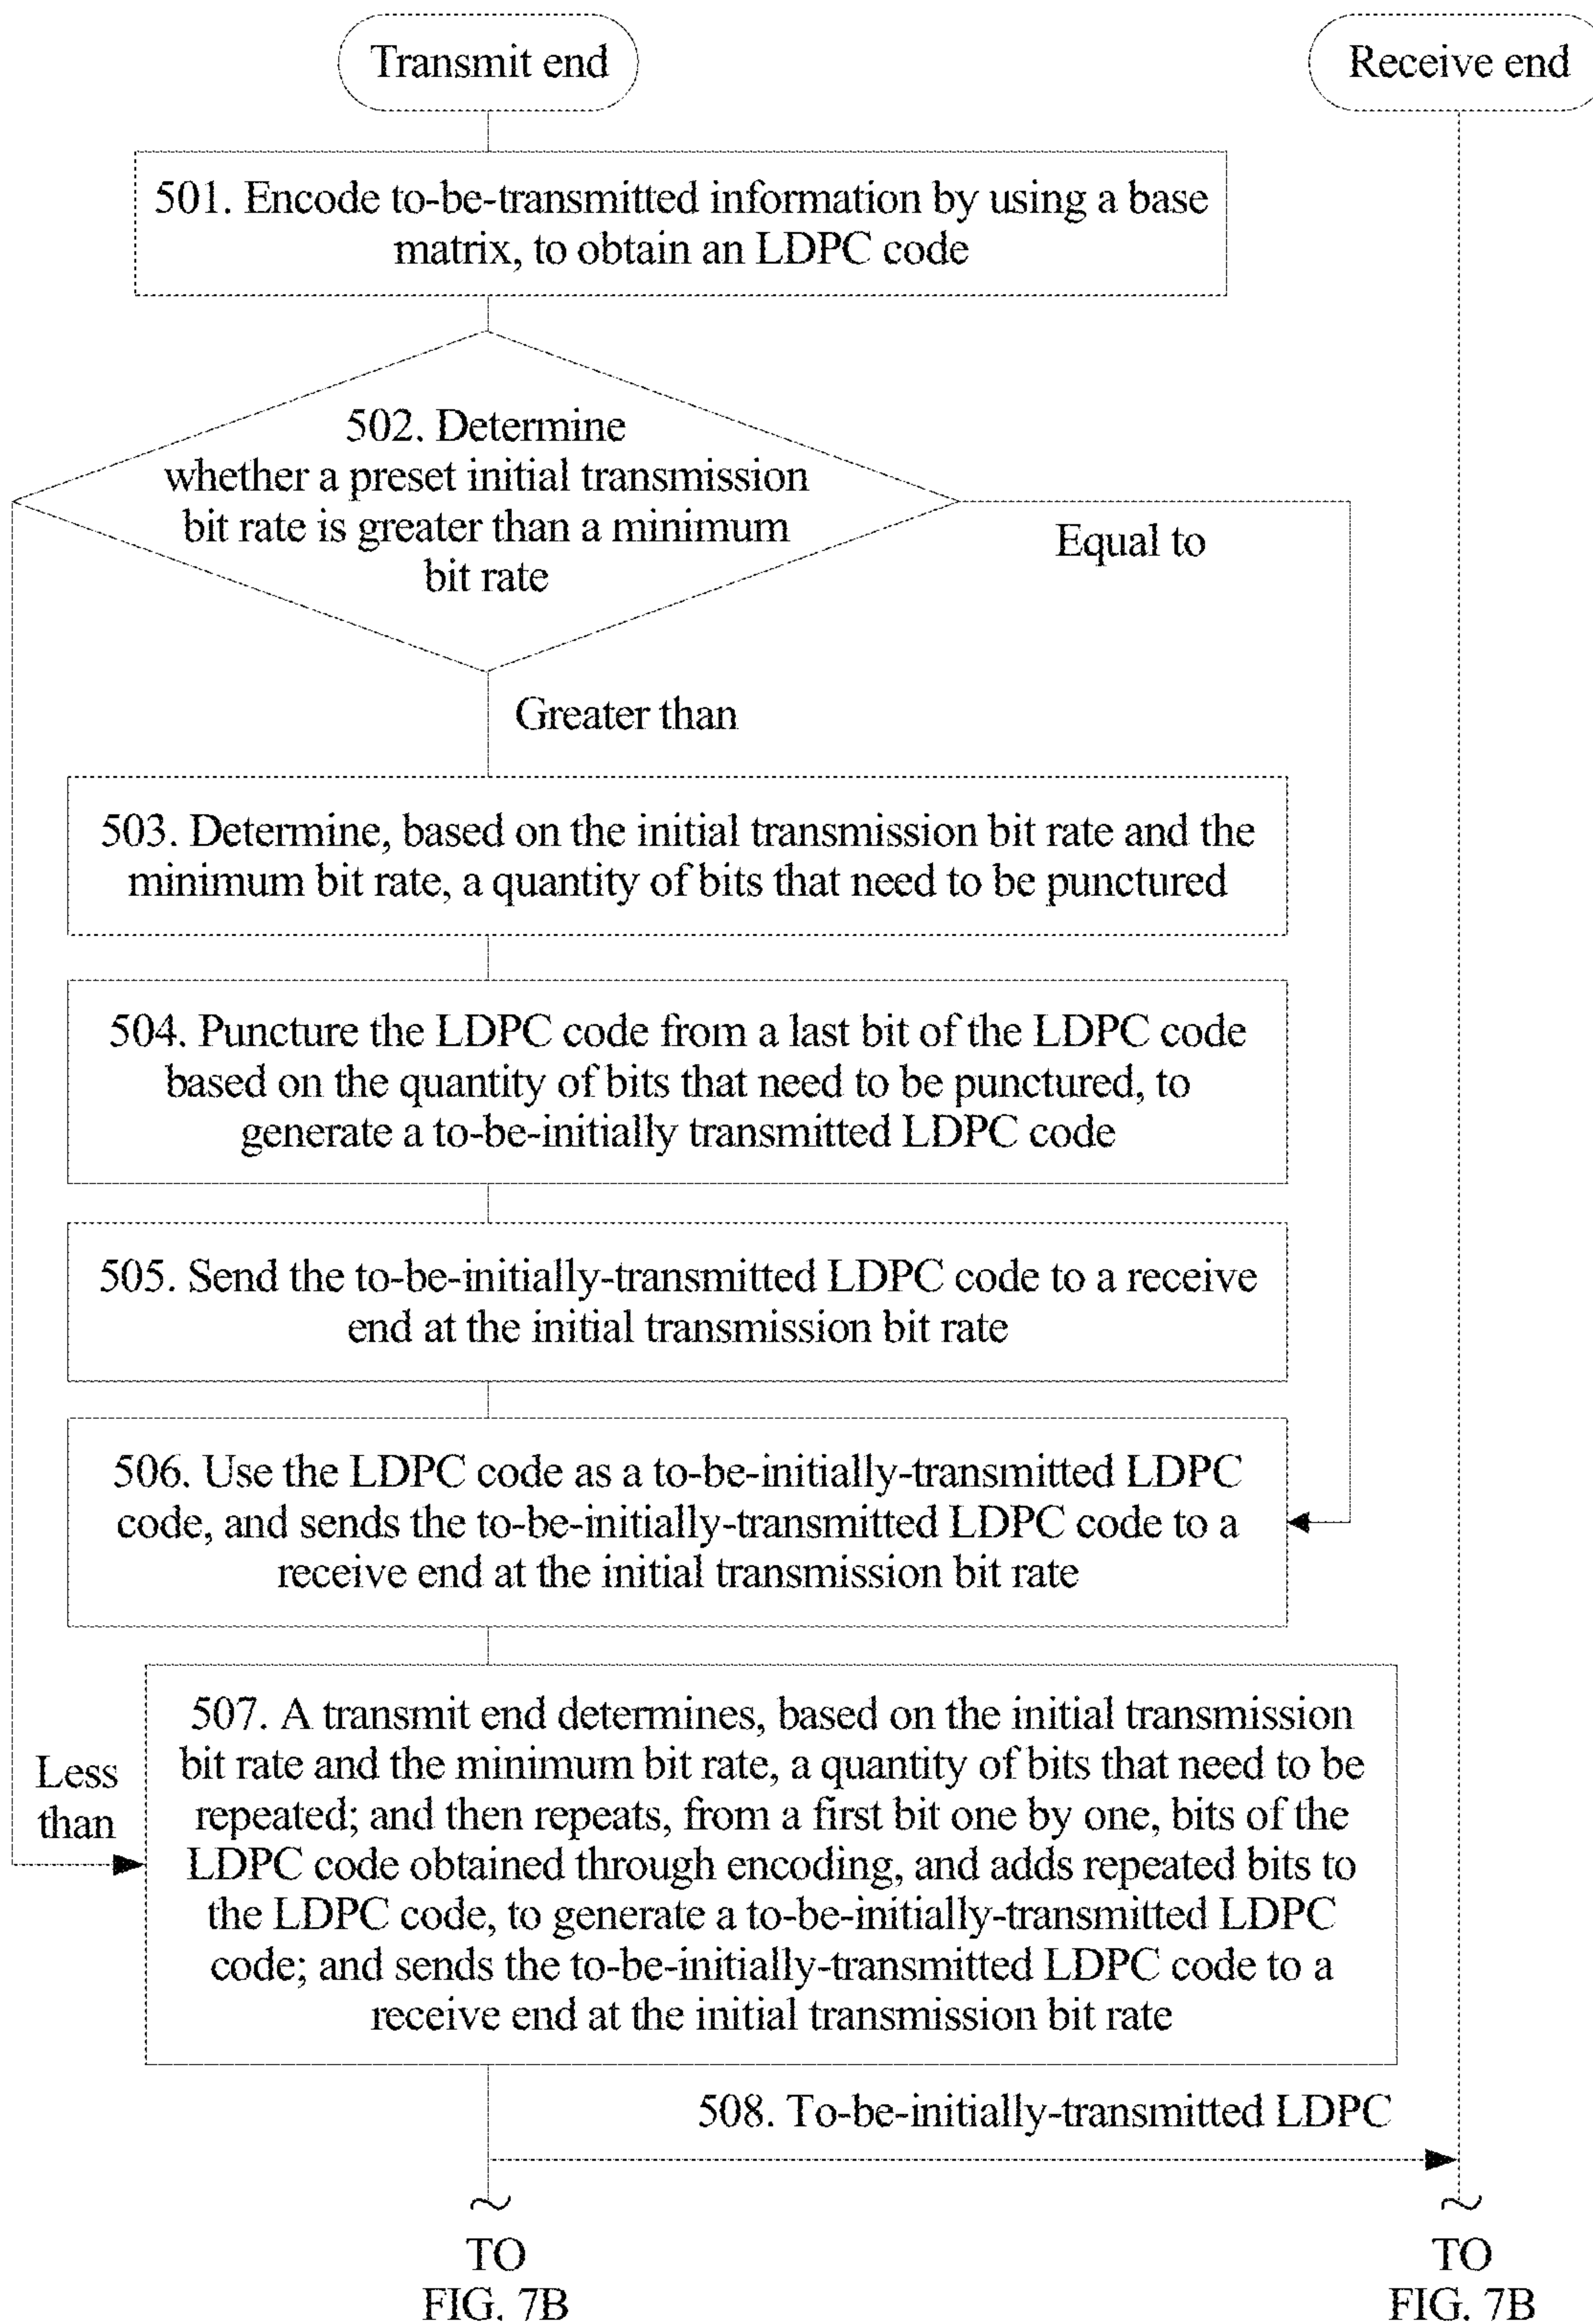 Transmit end
Receive end
501. Encode to-be-transmitted information by using a base
matrix, to obtain an LDPC code
502. Determine
whether a preset initial transmission
bit rate is greater than a minimum
bit rate
Equal to
Greater than
503. Determine, based on the initial transmission bit rate and the
minimum bit rate, a quantity of bits that need to be punctured
504. Puncture the LDPC code from a last bit of the LDPC code
based on the quantity of bits that need to be punctured, to
generate a to-be-initially transmitted LDPC code
505. Send the to-be-initially-transmitted LDPC code to a receive
end at the initial transmission bit rate
506. Use the LDPC code as a to-be-initially-transmitted LDPC
code, and sends the to-be-initially-transmitted LDPC code to a
receive end at the initial transmission bit rate
Less
than
507. A transmit end determines, based on the initial transmission
bit rate and the minimum bit rate, a quantity of bits that need to be
repeated; and then repeats, from a first bit one by one, bits of the
LDPC code obtained through encoding, and adds repeated bits to
the LDPC code, to generate a to-be-initially-transmitted LDPC
code; and sends the to-be-initially-transmitted LDPC code to a
receive end at the initial transmission bit rate
508. To-be-initially-transmitted LDPC
TO
FIG. 7B
TO
FIG. 7B